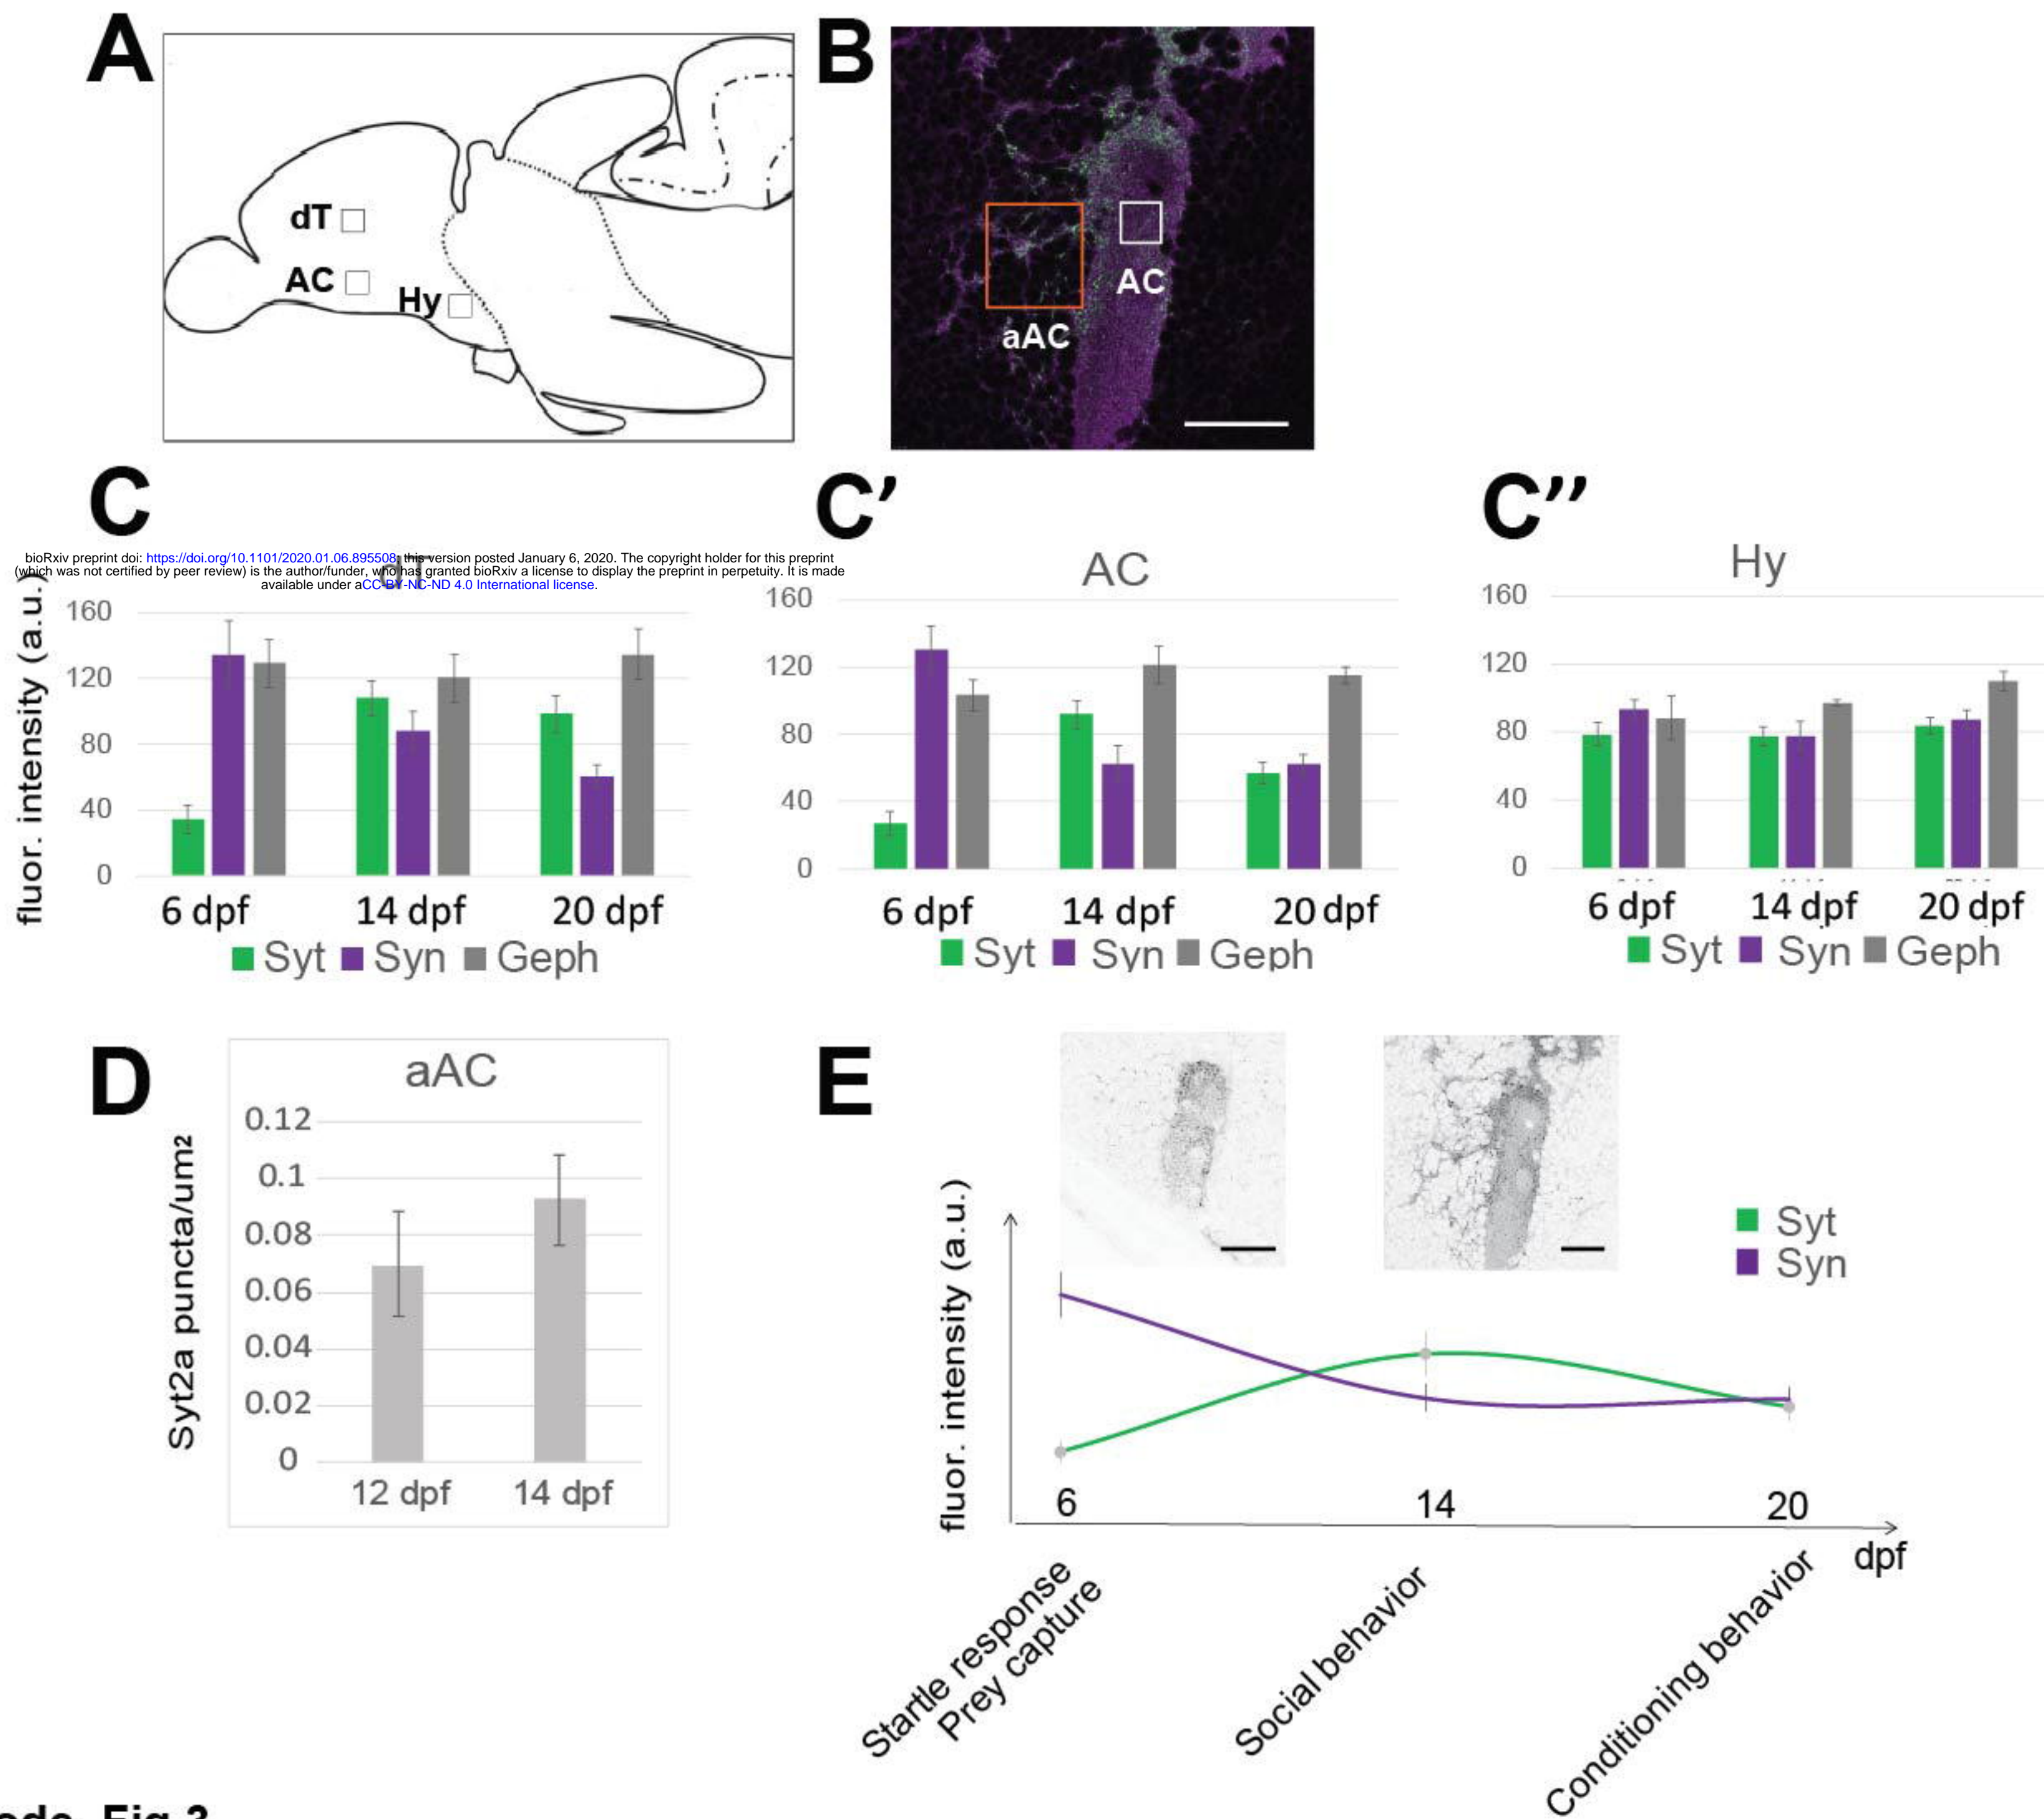 A
B
dT
AC
Hy
AC
aAC
C
C’
C’’
bioRxiv preprint doi: https://doi.org/10.1101/2020.01.06.895508; this version posted January 6, 2020. The copyright holder for this preprint
(which was not certified by peer review) is the author/funder, who has granted bioRxiv a license to display the preprint in perpetuity. It is made
available under aCC-BY-NC-ND 4.0 International license.
dT
fluor. intensity (a.u.)
160
120
80
40
0
6 dpf 14 dpf 20 dpf
Syt Syn Geph
AC
160
120
80
40
0
6 dpf 14 dpf 20 dpf
Syt Syn Geph
Hy
160
120
80
40
0
6 dpf 14 dpf 20 dpf
Syt Syn Geph
D
aAC
Syt2a puncta/um2
0.12
0.1
0.08
0.06
0.04
0.02
0
12 dpf 14 dpf
E
fluor. intensity (a.u.)
Syt
Syn
6 14 20
dpf
Startle response
Prey capture
Social behavior
Conditioning behavior
Fig 3